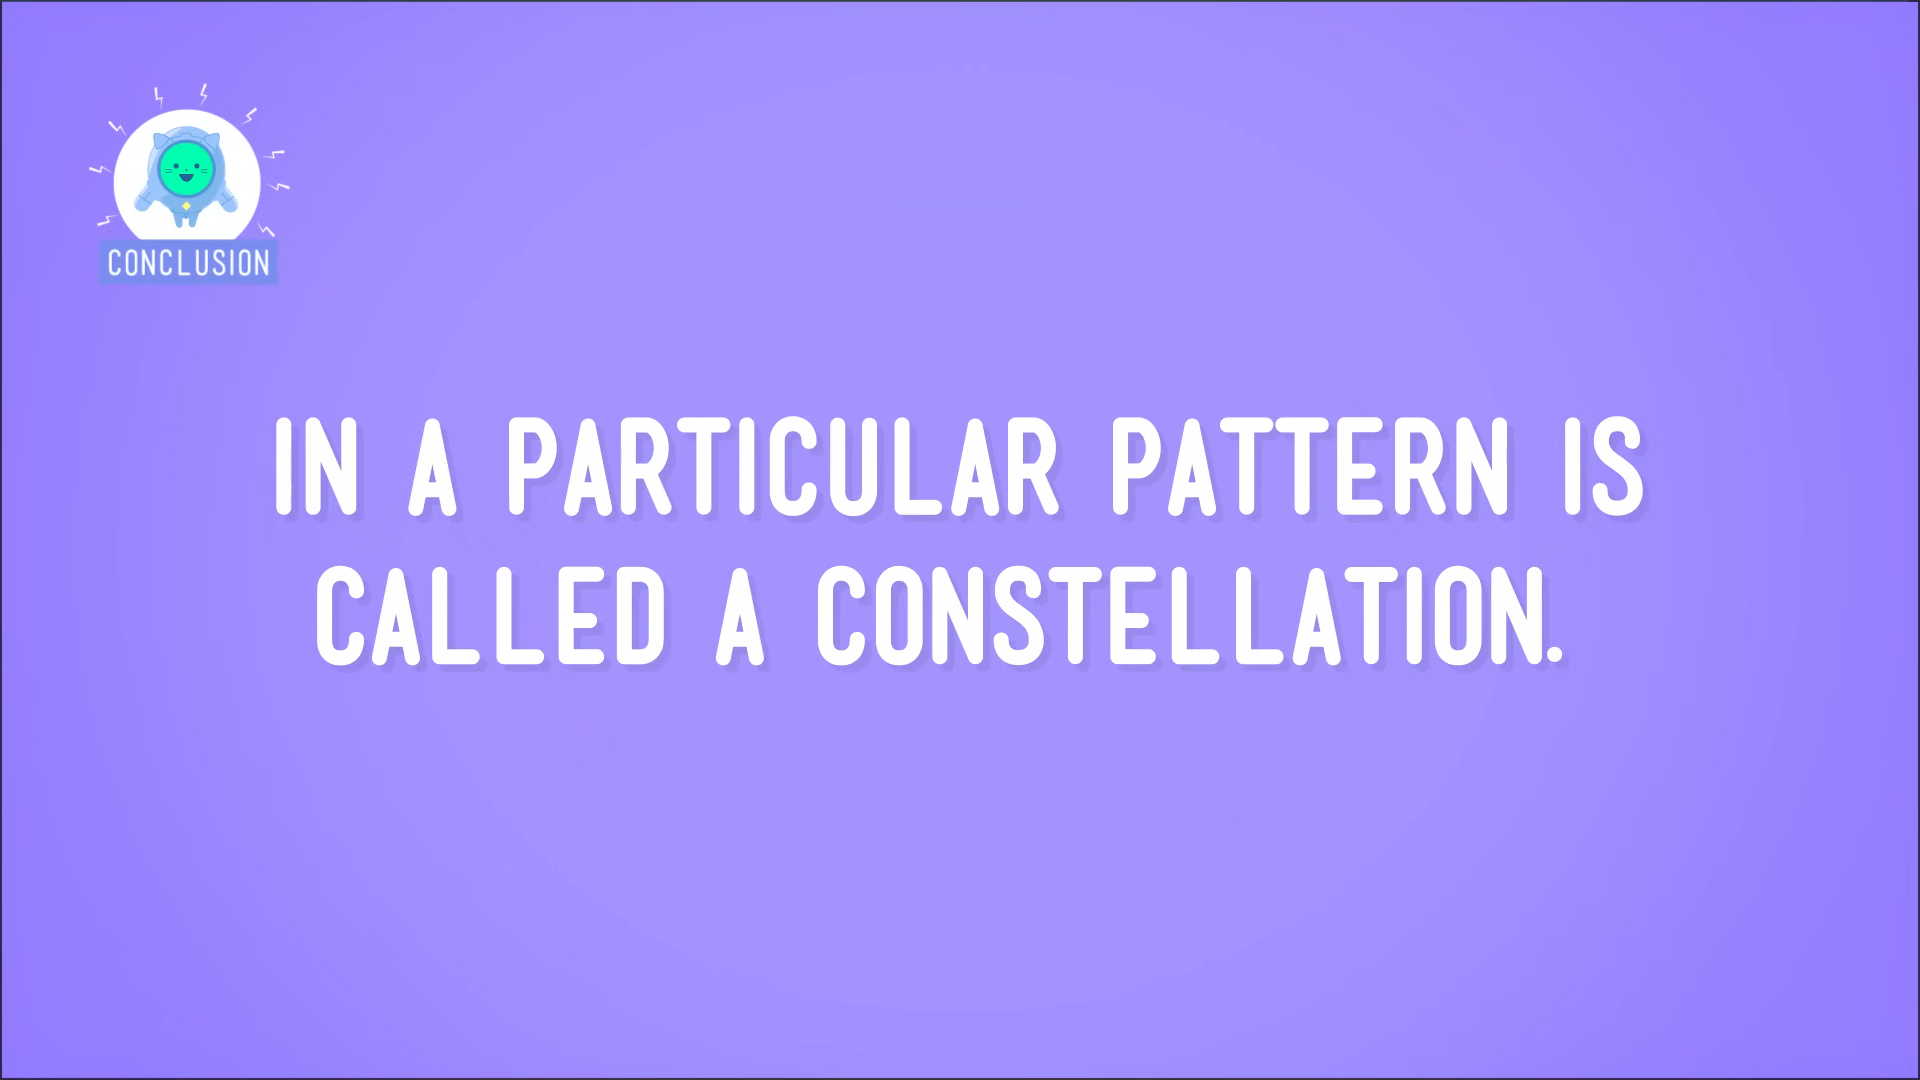 CONCLUSION
IN A PARTICULAR PATTERN IS
CALLED A CONSTELLATION.